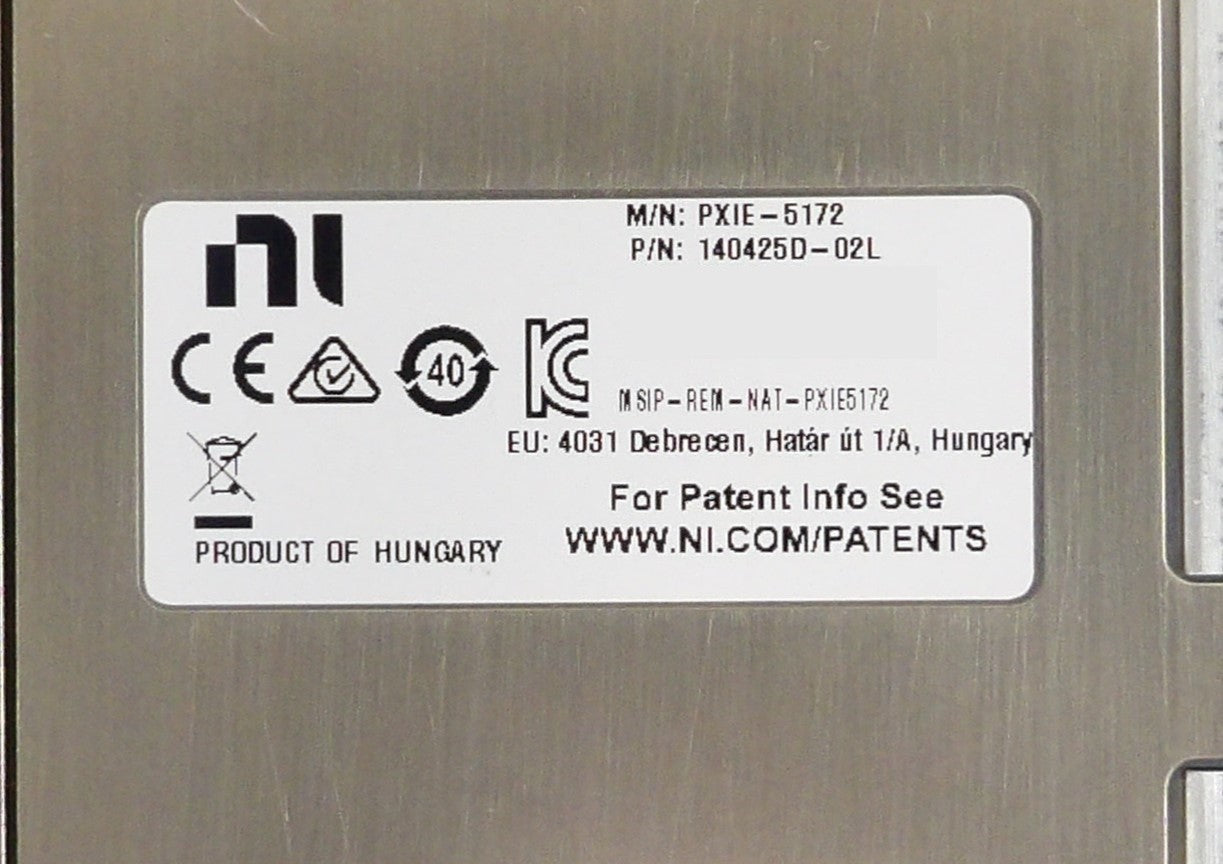 ni
M/N: PXIE-5172
P/N: 140425D-02L
CE
40
KC
MSIP-REM-NAT-PXIE5172
EU: 4031 Debrecen, Határ út 1/A, Hungary
For Patent Info See
WWW.NI.COM/PATENTS
PRODUCT OF HUNGARY